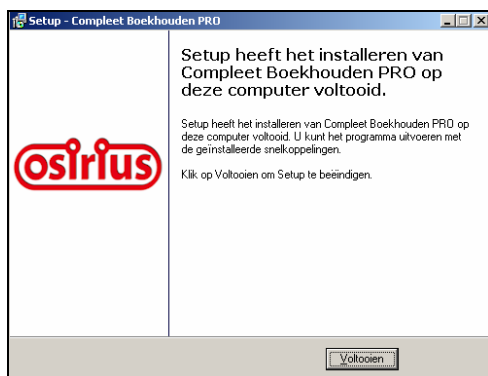 Setup - Compleet Boekhouden PRO
Setup heeft het installeren van
Compleet Boekhouden PRO op
deze computer voltooid.
Setup heeft het installeren van Compleet Boekhouden PRO op
deze computer voltooid. U kunt het programma uitvoeren met
de geïnstalleerde snelkoppelingen.
Klik op Voltooien om Setup te beëindigen.
osirius
Voltooien